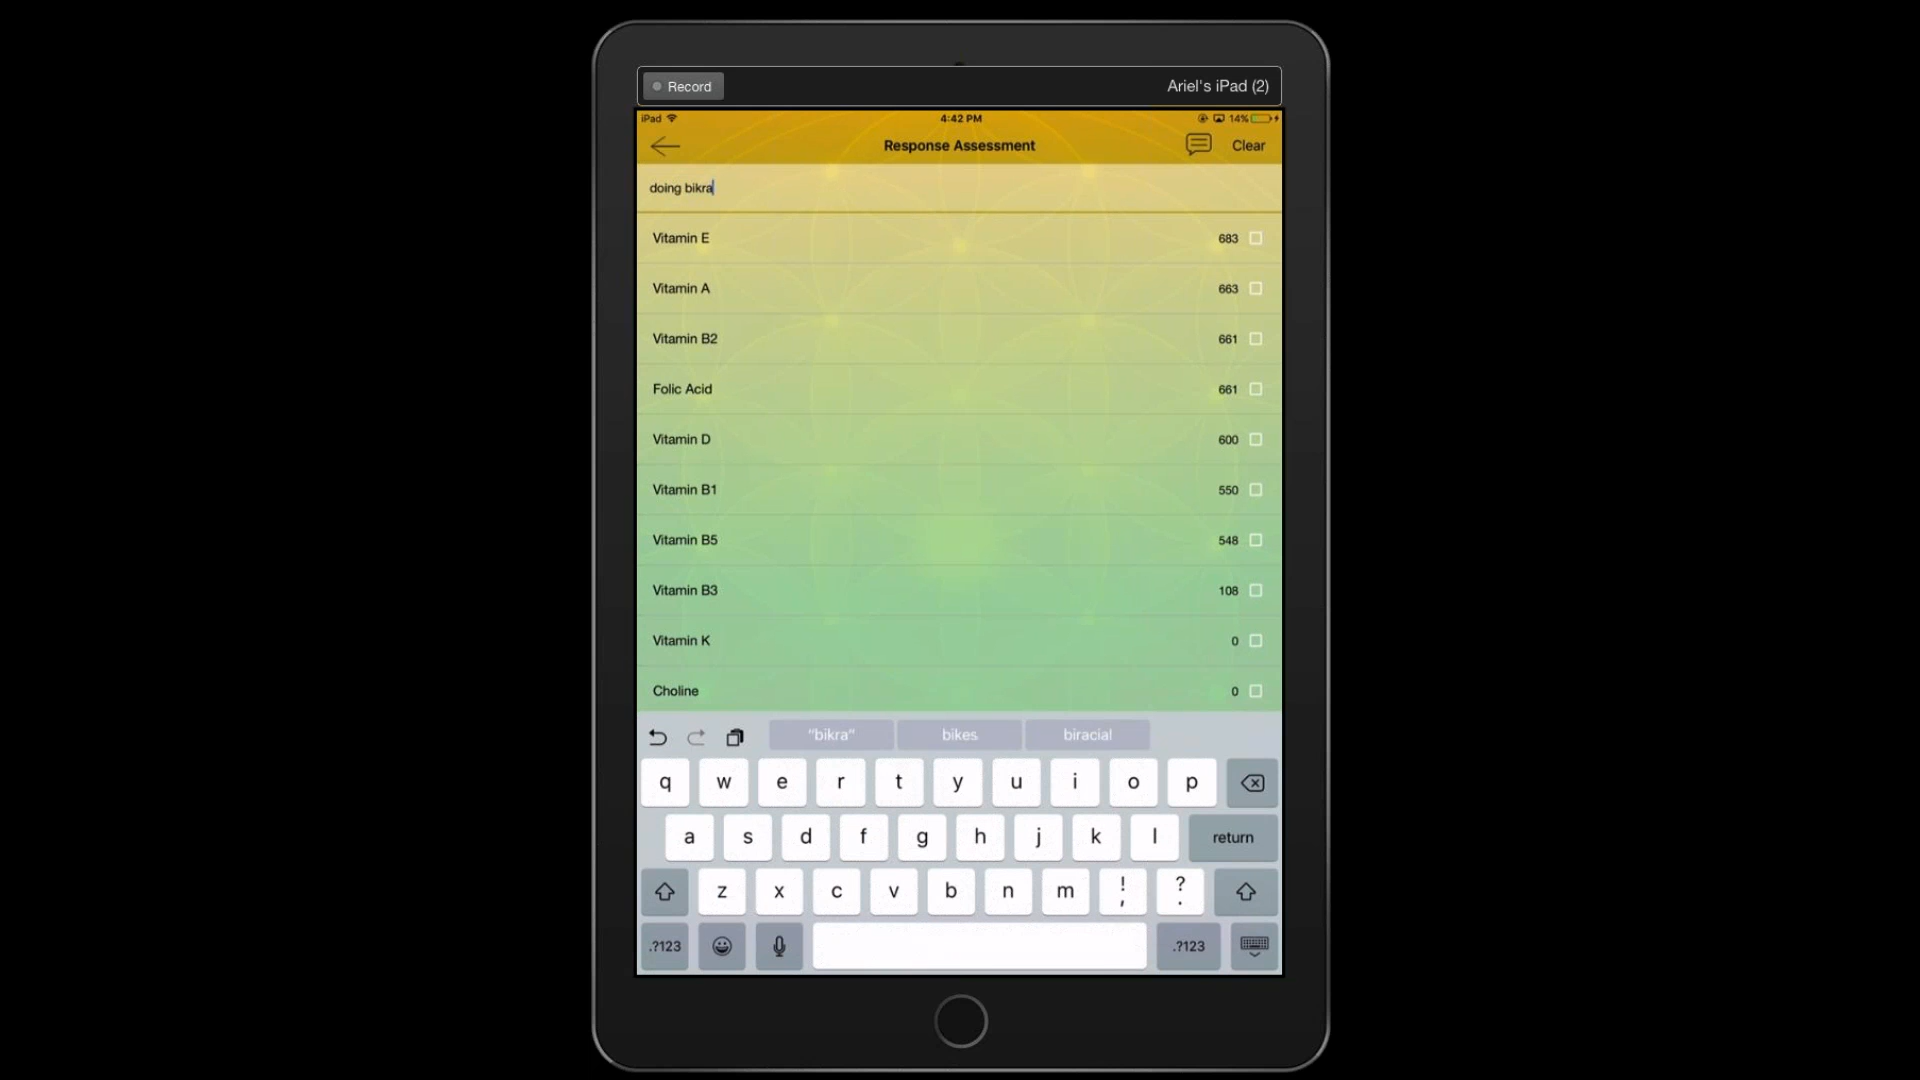 Record
Ariel's iPad (2)
iPad
4:42 PM
14%
Response Assessment
Clear
doing bikra
Vitamin E 683
Vitamin A 663
Vitamin B2 661
Folic Acid 661
Vitamin D 600
Vitamin B1 550
Vitamin B5 548
Vitamin B3 108
Vitamin K 0
Choline 0
"bikra" bikes biracial
q w e r t y u i o p
a s d f g h j k l return
z x c v b n m ! , ? .
.?123 .?123